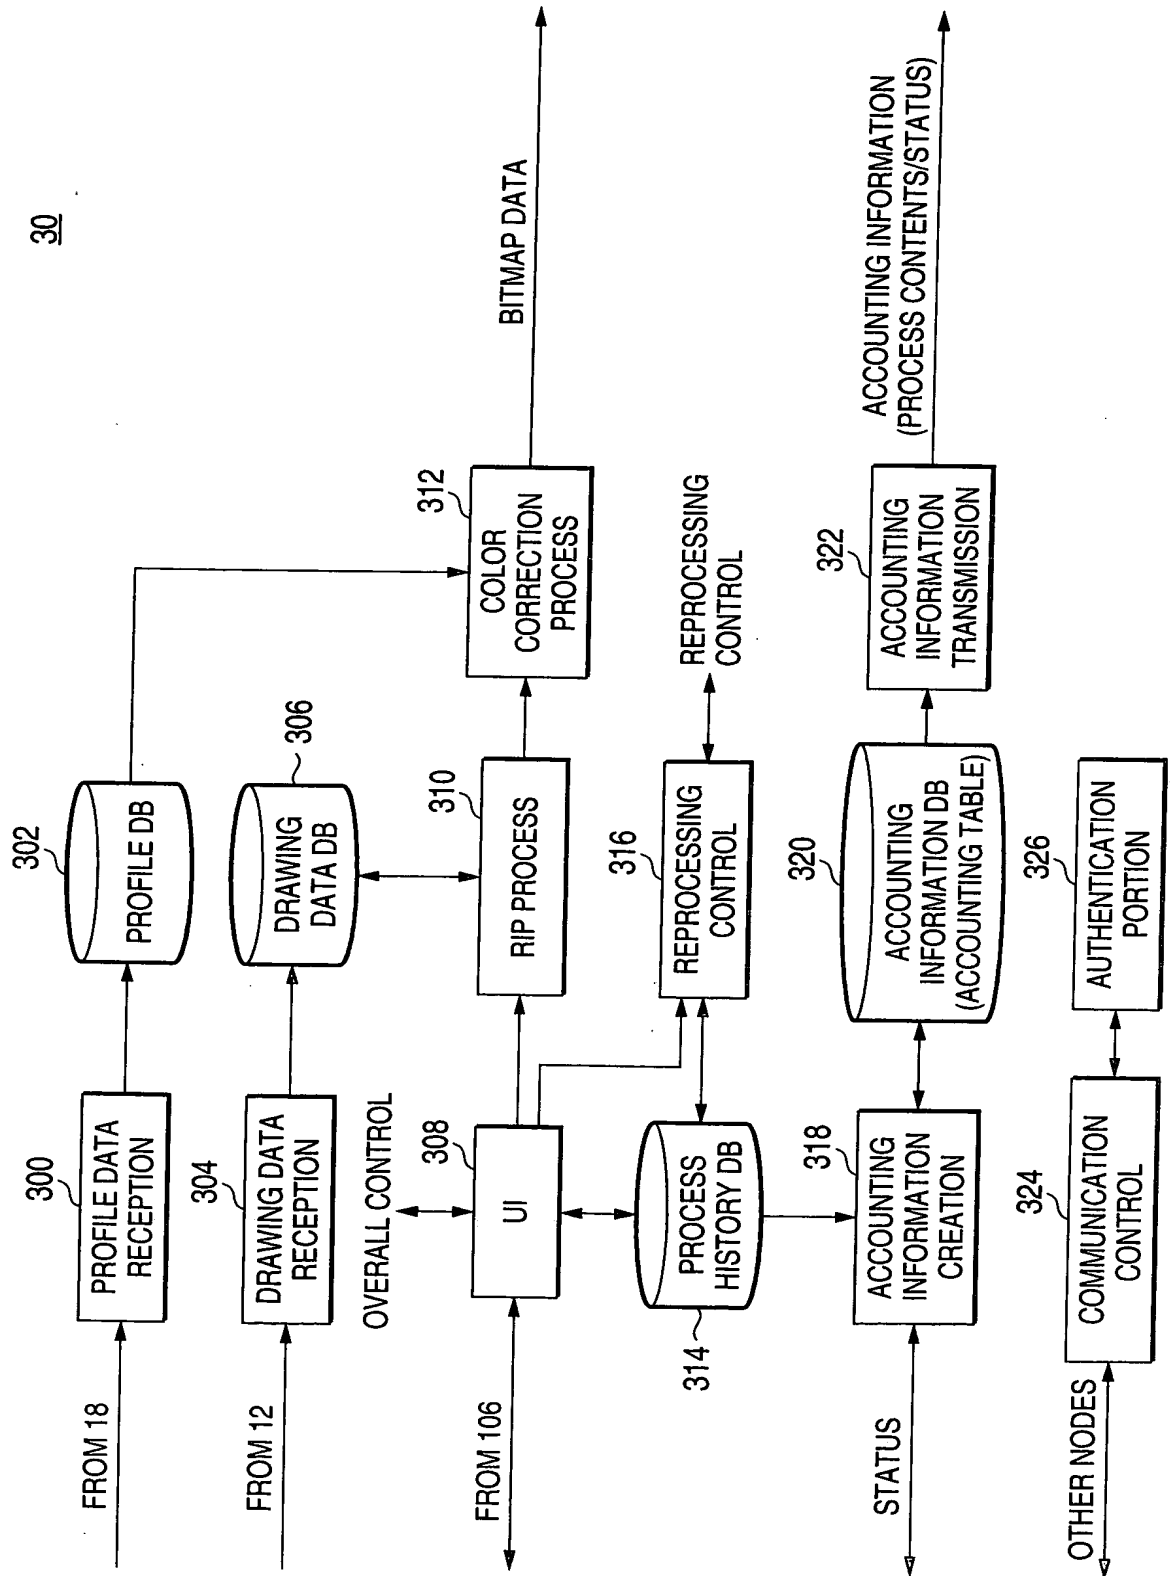 30
FROM 18
300
PROFILE DATA
RECEPTION
302
PROFILE DB
FROM 12
304
DRAWING DATA
RECEPTION
306
DRAWING
DATA DB
OVERALL CONTROL
FROM 106
308
UI
310
RIP PROCESS
312
COLOR
CORRECTION
PROCESS
BITMAP DATA
314
PROCESS
HISTORY DB
316
REPROCESSING
CONTROL
REPROCESSING
CONTROL
STATUS
318
ACCOUNTING
INFORMATION
CREATION
320
ACCOUNTING
INFORMATION DB
(ACCOUNTING TABLE)
322
ACCOUNTING
INFORMATION
TRANSMISSION
ACCOUNTING INFORMATION
(PROCESS CONTENTS/STATUS)
OTHER NODES
324
COMMUNICATION
CONTROL
326
AUTHENTICATION
PORTION